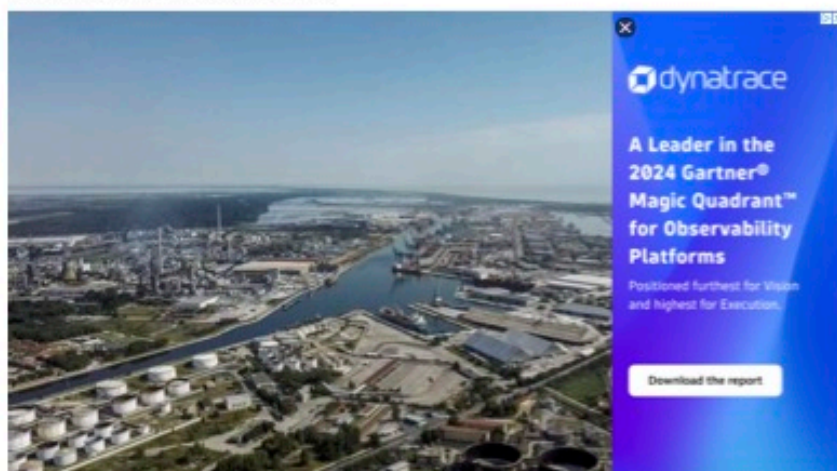 dynatrace
A Leader in the
2024 Gartner®
Magic Quadrant™
for Observability
Platforms
Positioned furthest for Vision
and highest for Execution.
Download the report